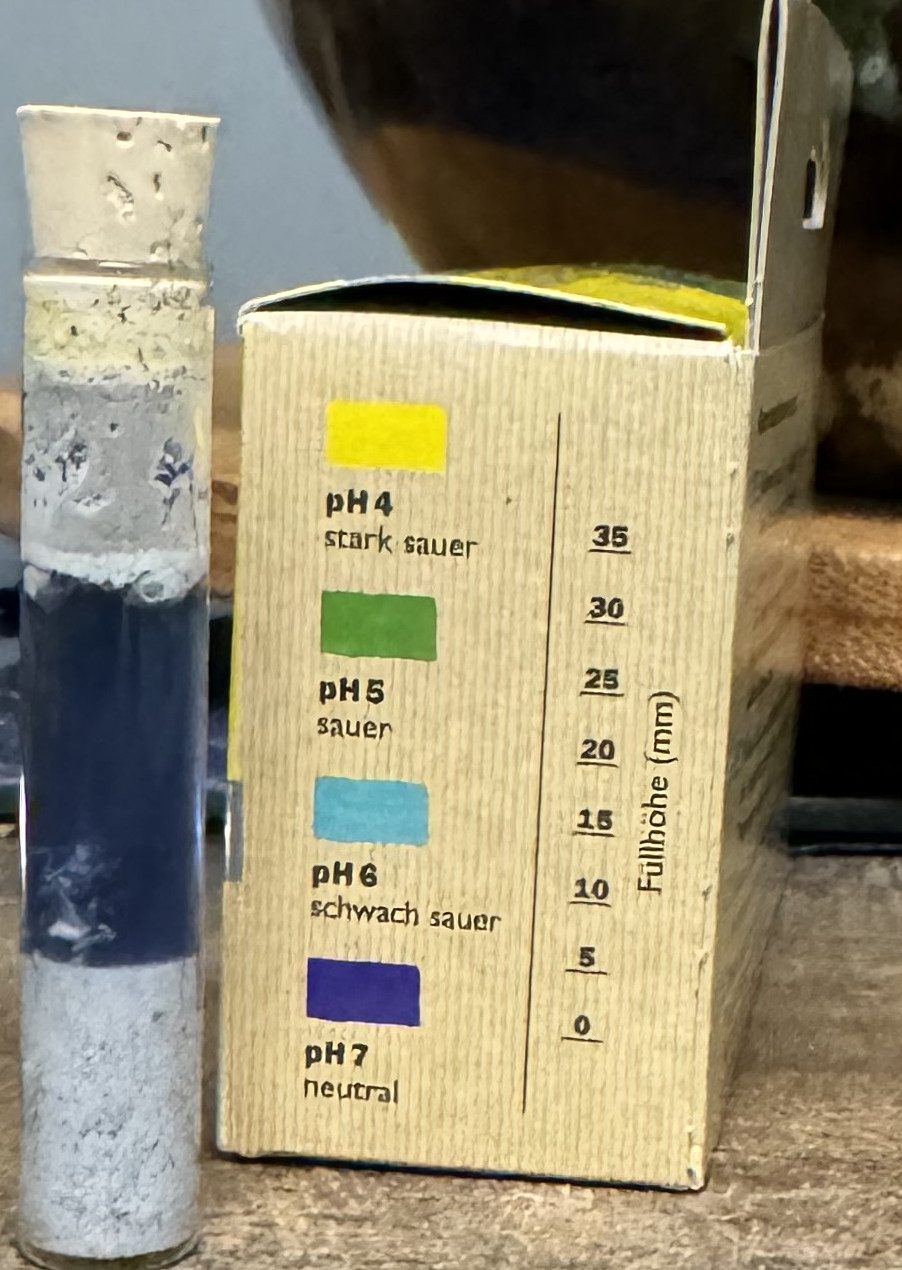 pH 4
stark sauer
pH 5
sauer
pH 6
schwach sauer
pH 7
neutral
35
30
25
20
15
10
5
0
Füllhöhe (mm)